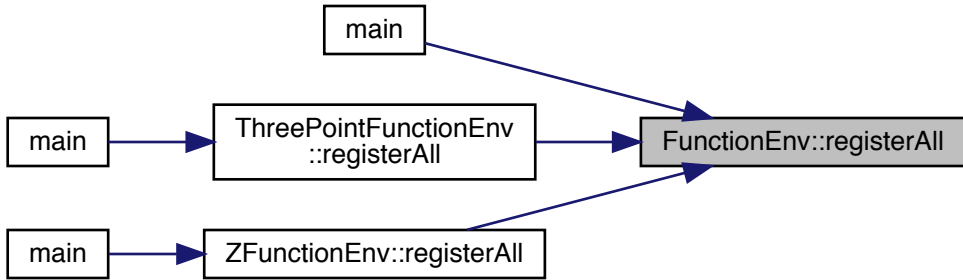 main
main
ThreePointFunctionEnv
::registerAll
FunctionEnv::registerAll
main
ZFunctionEnv::registerAll